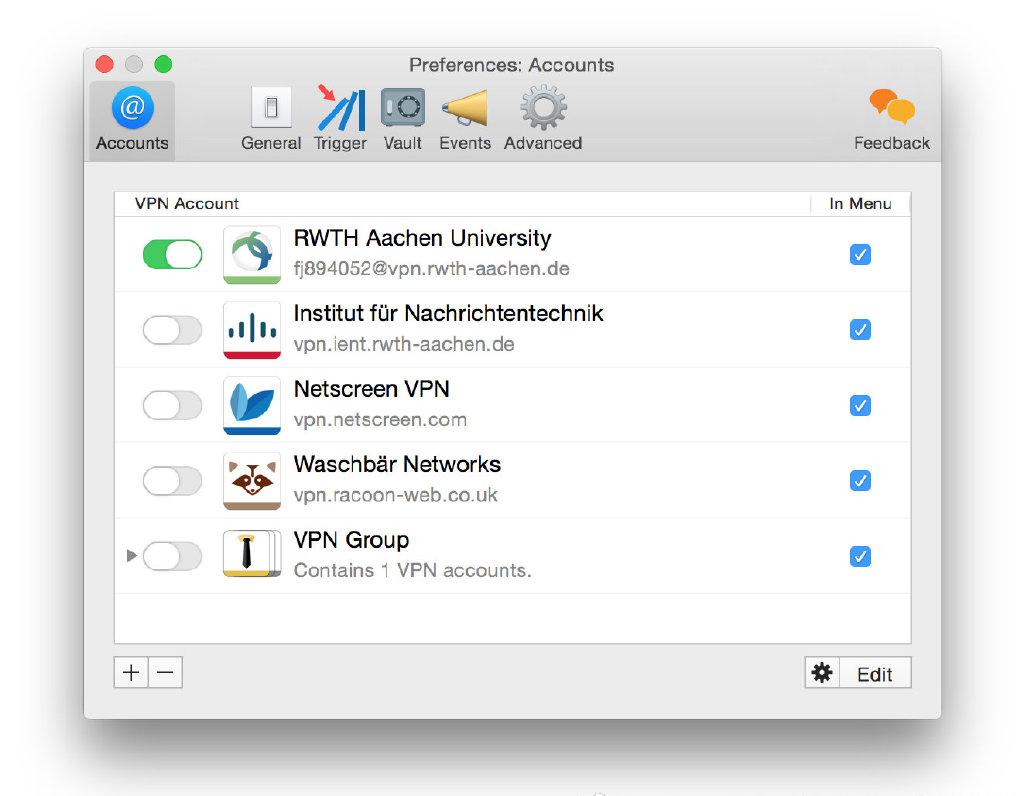 Preferences: Accounts
Accounts General Trigger Vault Events Advanced Feedback
VPN Account In Menu
RWTH Aachen University
fj894052@vpn.rwth-aachen.de
Institut für Nachrichtentechnik
vpn.ient.rwth-aachen.de
Netscreen VPN
vpn.netscreen.com
Waschbär Networks
vpn.racoon-web.co.uk
VPN Group
Contains 1 VPN accounts.
Edit